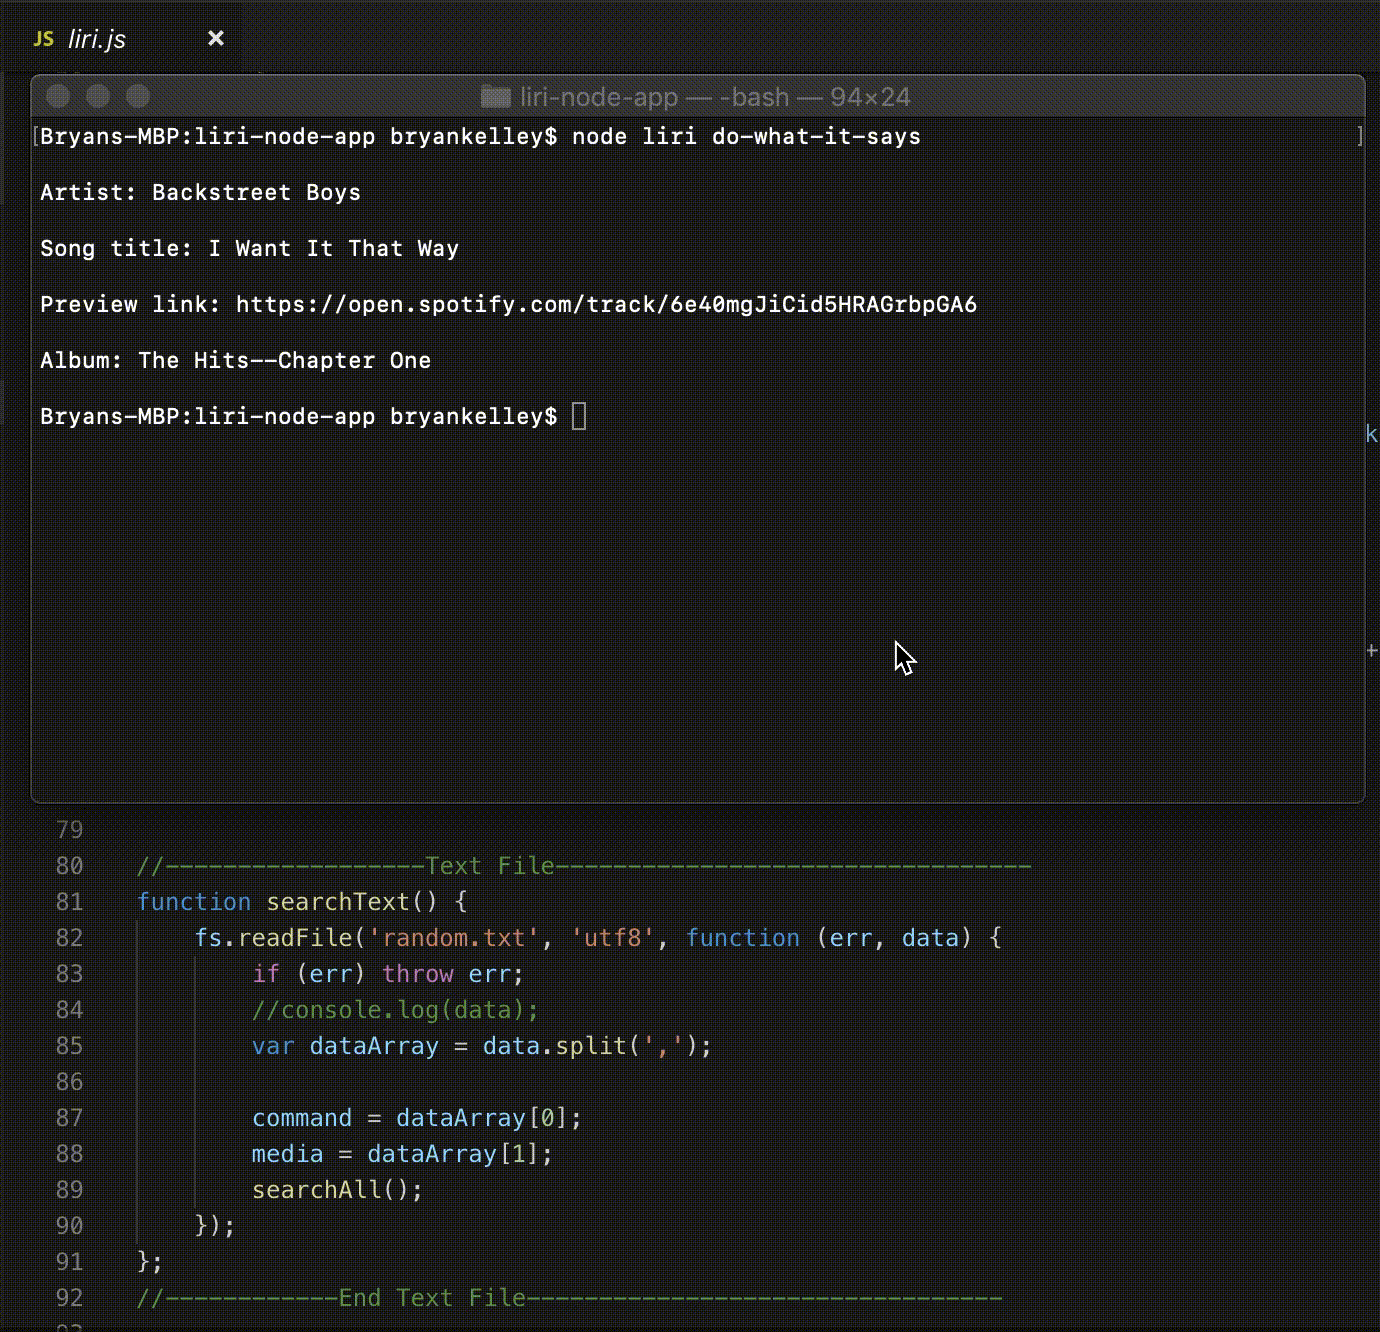 JS liri.js ×
liri-node-app — -bash — 94×24
[Bryans-MBP:liri-node-app bryankelley$ node liri do-what-it-says ]
Artist: Backstreet Boys
Song title: I Want It That Way
Preview link: https://open.spotify.com/track/6e40mgJiCid5HRAGrbpGA6
Album: The Hits--Chapter One
Bryans-MBP:liri-node-app bryankelley$
k
+
79
80 //------------------Text File---------------------------------
81 function searchText() {
82 fs.readFile('random.txt', 'utf8', function (err, data) {
83 if (err) throw err;
84 //console.log(data);
85 var dataArray = data.split(',');
86
87 command = dataArray[0];
88 media = dataArray[1];
89 searchAll();
90 });
91 };
92 //------------End Text File---------------------------------